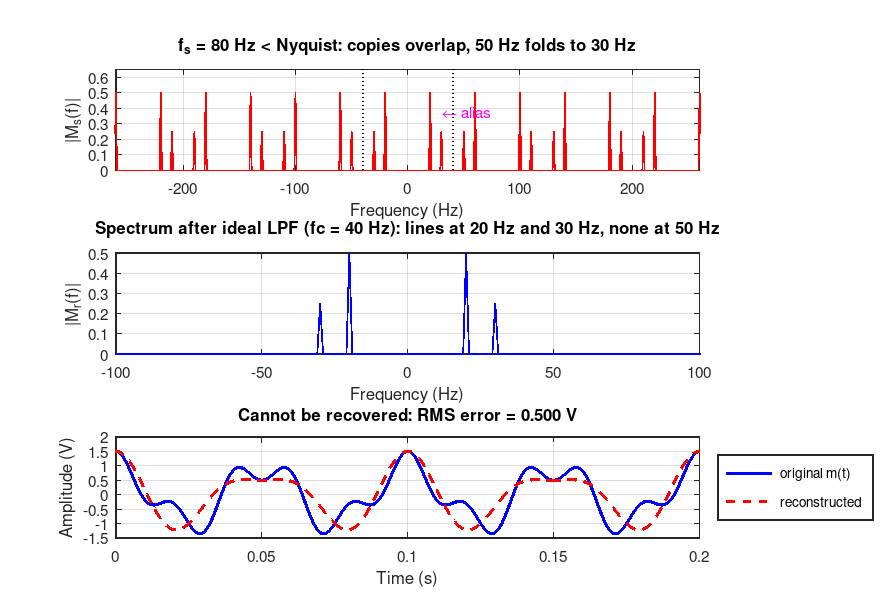 fs = 80 Hz < Nyquist: copies overlap, 50 Hz folds to 30 Hz
|Ms(f)|
0.6
0.5
0.4
0.3
0.2
0.1
0
← alias
-200 -100 0 100 200
Frequency (Hz)
Spectrum after ideal LPF (fc = 40 Hz): lines at 20 Hz and 30 Hz, none at 50 Hz
|Mr(f)|
0.5
0.4
0.3
0.2
0.1
0
-100 -50 0 50 100
Frequency (Hz)
Cannot be recovered: RMS error = 0.500 V
Amplitude (V)
2
1.5
1
0.5
0
-0.5
-1
-1.5
0 0.05 0.1 0.15 0.2
Time (s)
original m(t)
reconstructed